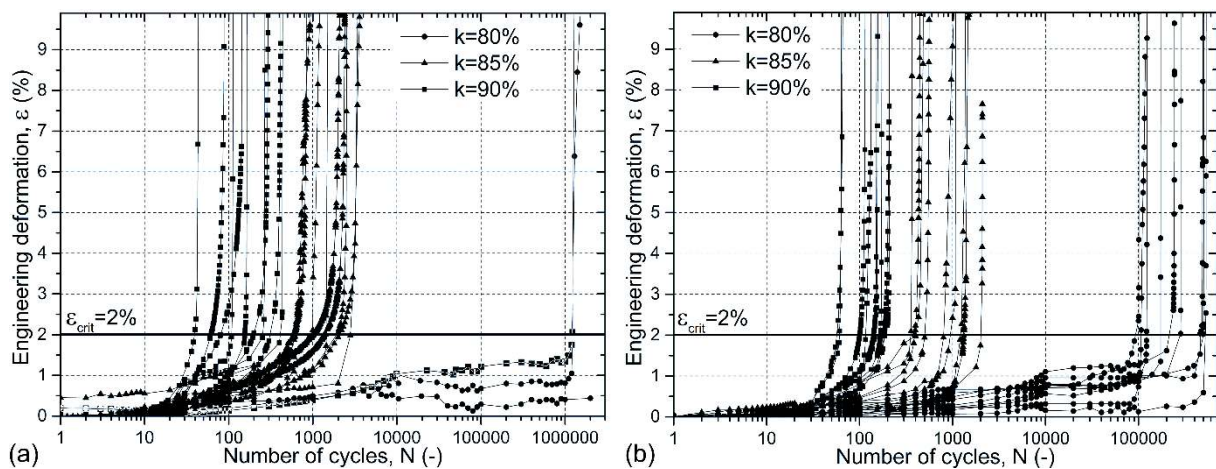 9
8
7
6
5
4
3
2
1
0
Engineering deformation, ε (%)
k=80%
k=85%
k=90%
ε_crit=2%
1 10 100 1000 10000 100000 1000000
(a) Number of cycles, N (-)
9
8
7
6
5
4
3
2
1
0
Engineering deformation, ε (%)
k=80%
k=85%
k=90%
ε_crit=2%
1 10 100 1000 10000 100000
(b) Number of cycles, N (-)